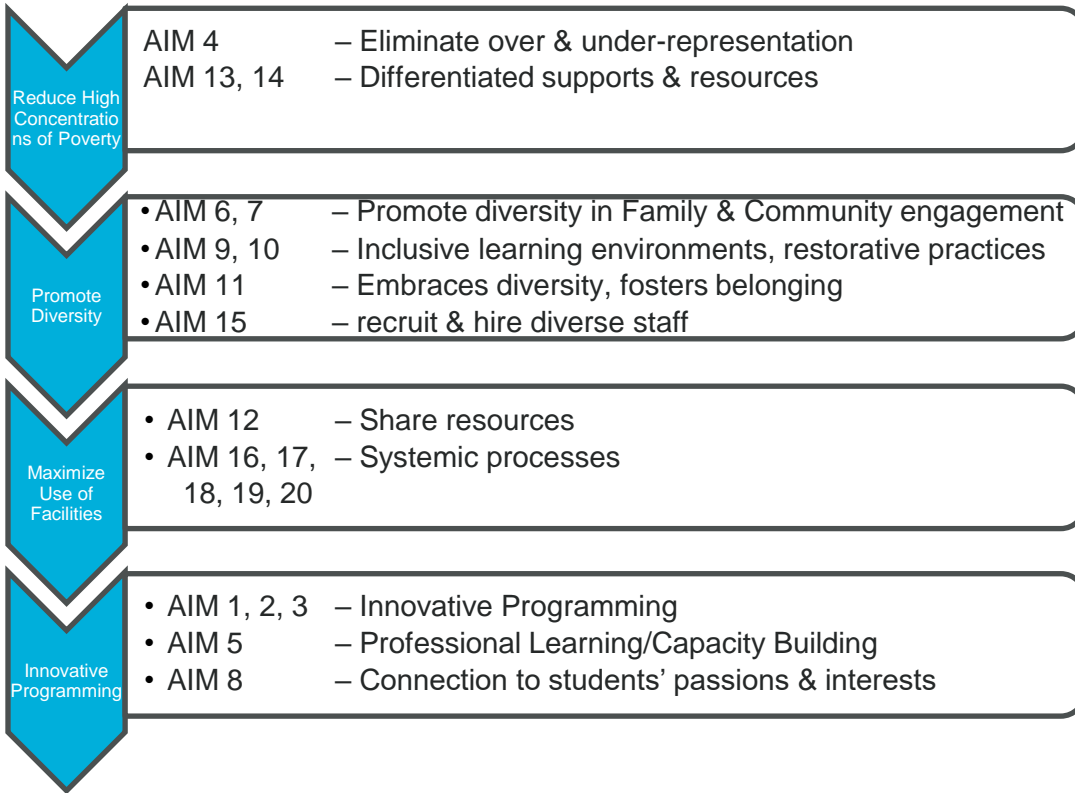 Reduce High
Concentratio
ns of Poverty
AIM 4 – Eliminate over & under-representation
AIM 13, 14 – Differentiated supports & resources
Promote
Diversity
• AIM 6, 7 – Promote diversity in Family & Community engagement
• AIM 9, 10 – Inclusive learning environments, restorative practices
• AIM 11 – Embraces diversity, fosters belonging
• AIM 15 – recruit & hire diverse staff
Maximize
Use of
Facilities
• AIM 12 – Share resources
• AIM 16, 17, – Systemic processes
18, 19, 20
Innovative
Programming
• AIM 1, 2, 3 – Innovative Programming
• AIM 5 – Professional Learning/Capacity Building
• AIM 8 – Connection to students’ passions & interests